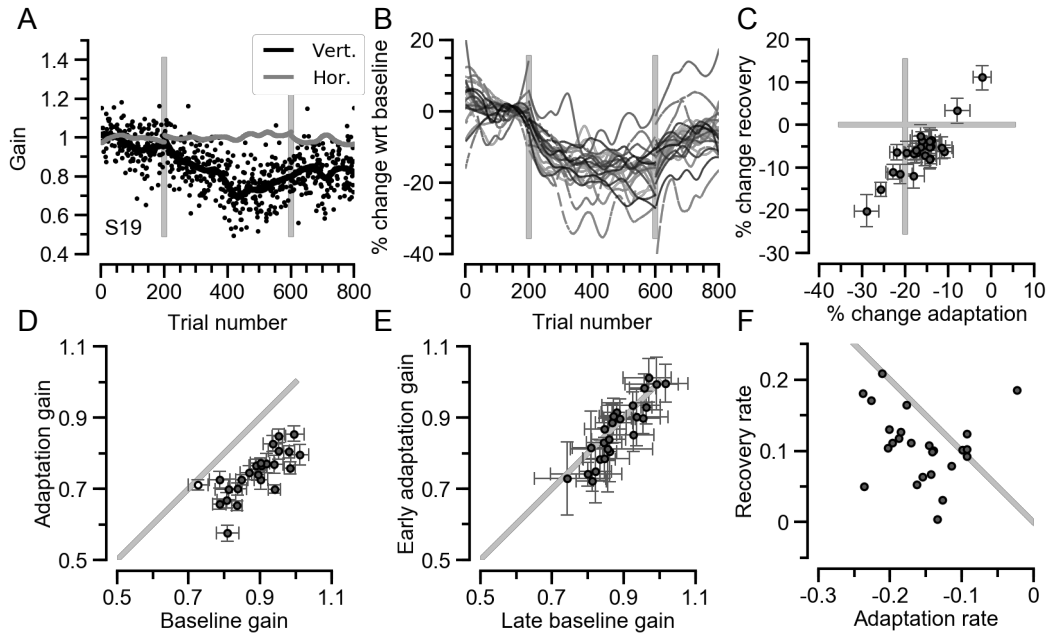 A
Gain
1.4
1.2
1
0.8
0.6
0.4
Vert.
Hor.
S19
0 200 400 600 800
Trial number
B
% change wrt baseline
20
0
-20
-40
0 200 400 600 800
Trial number
C
% change recovery
20
10
0
-10
-20
-30
-40 -30 -20 -10 0 10
% change adaptation
D
Adaptation gain
1.1
0.9
0.7
0.5
0.5 0.7 0.9 1.1
Baseline gain
E
Early adaptation gain
1.1
0.9
0.7
0.5
0.5 0.7 0.9 1.1
Late baseline gain
F
Recovery rate
0.2
0.1
0
-0.3 -0.2 -0.1 0
Adaptation rate